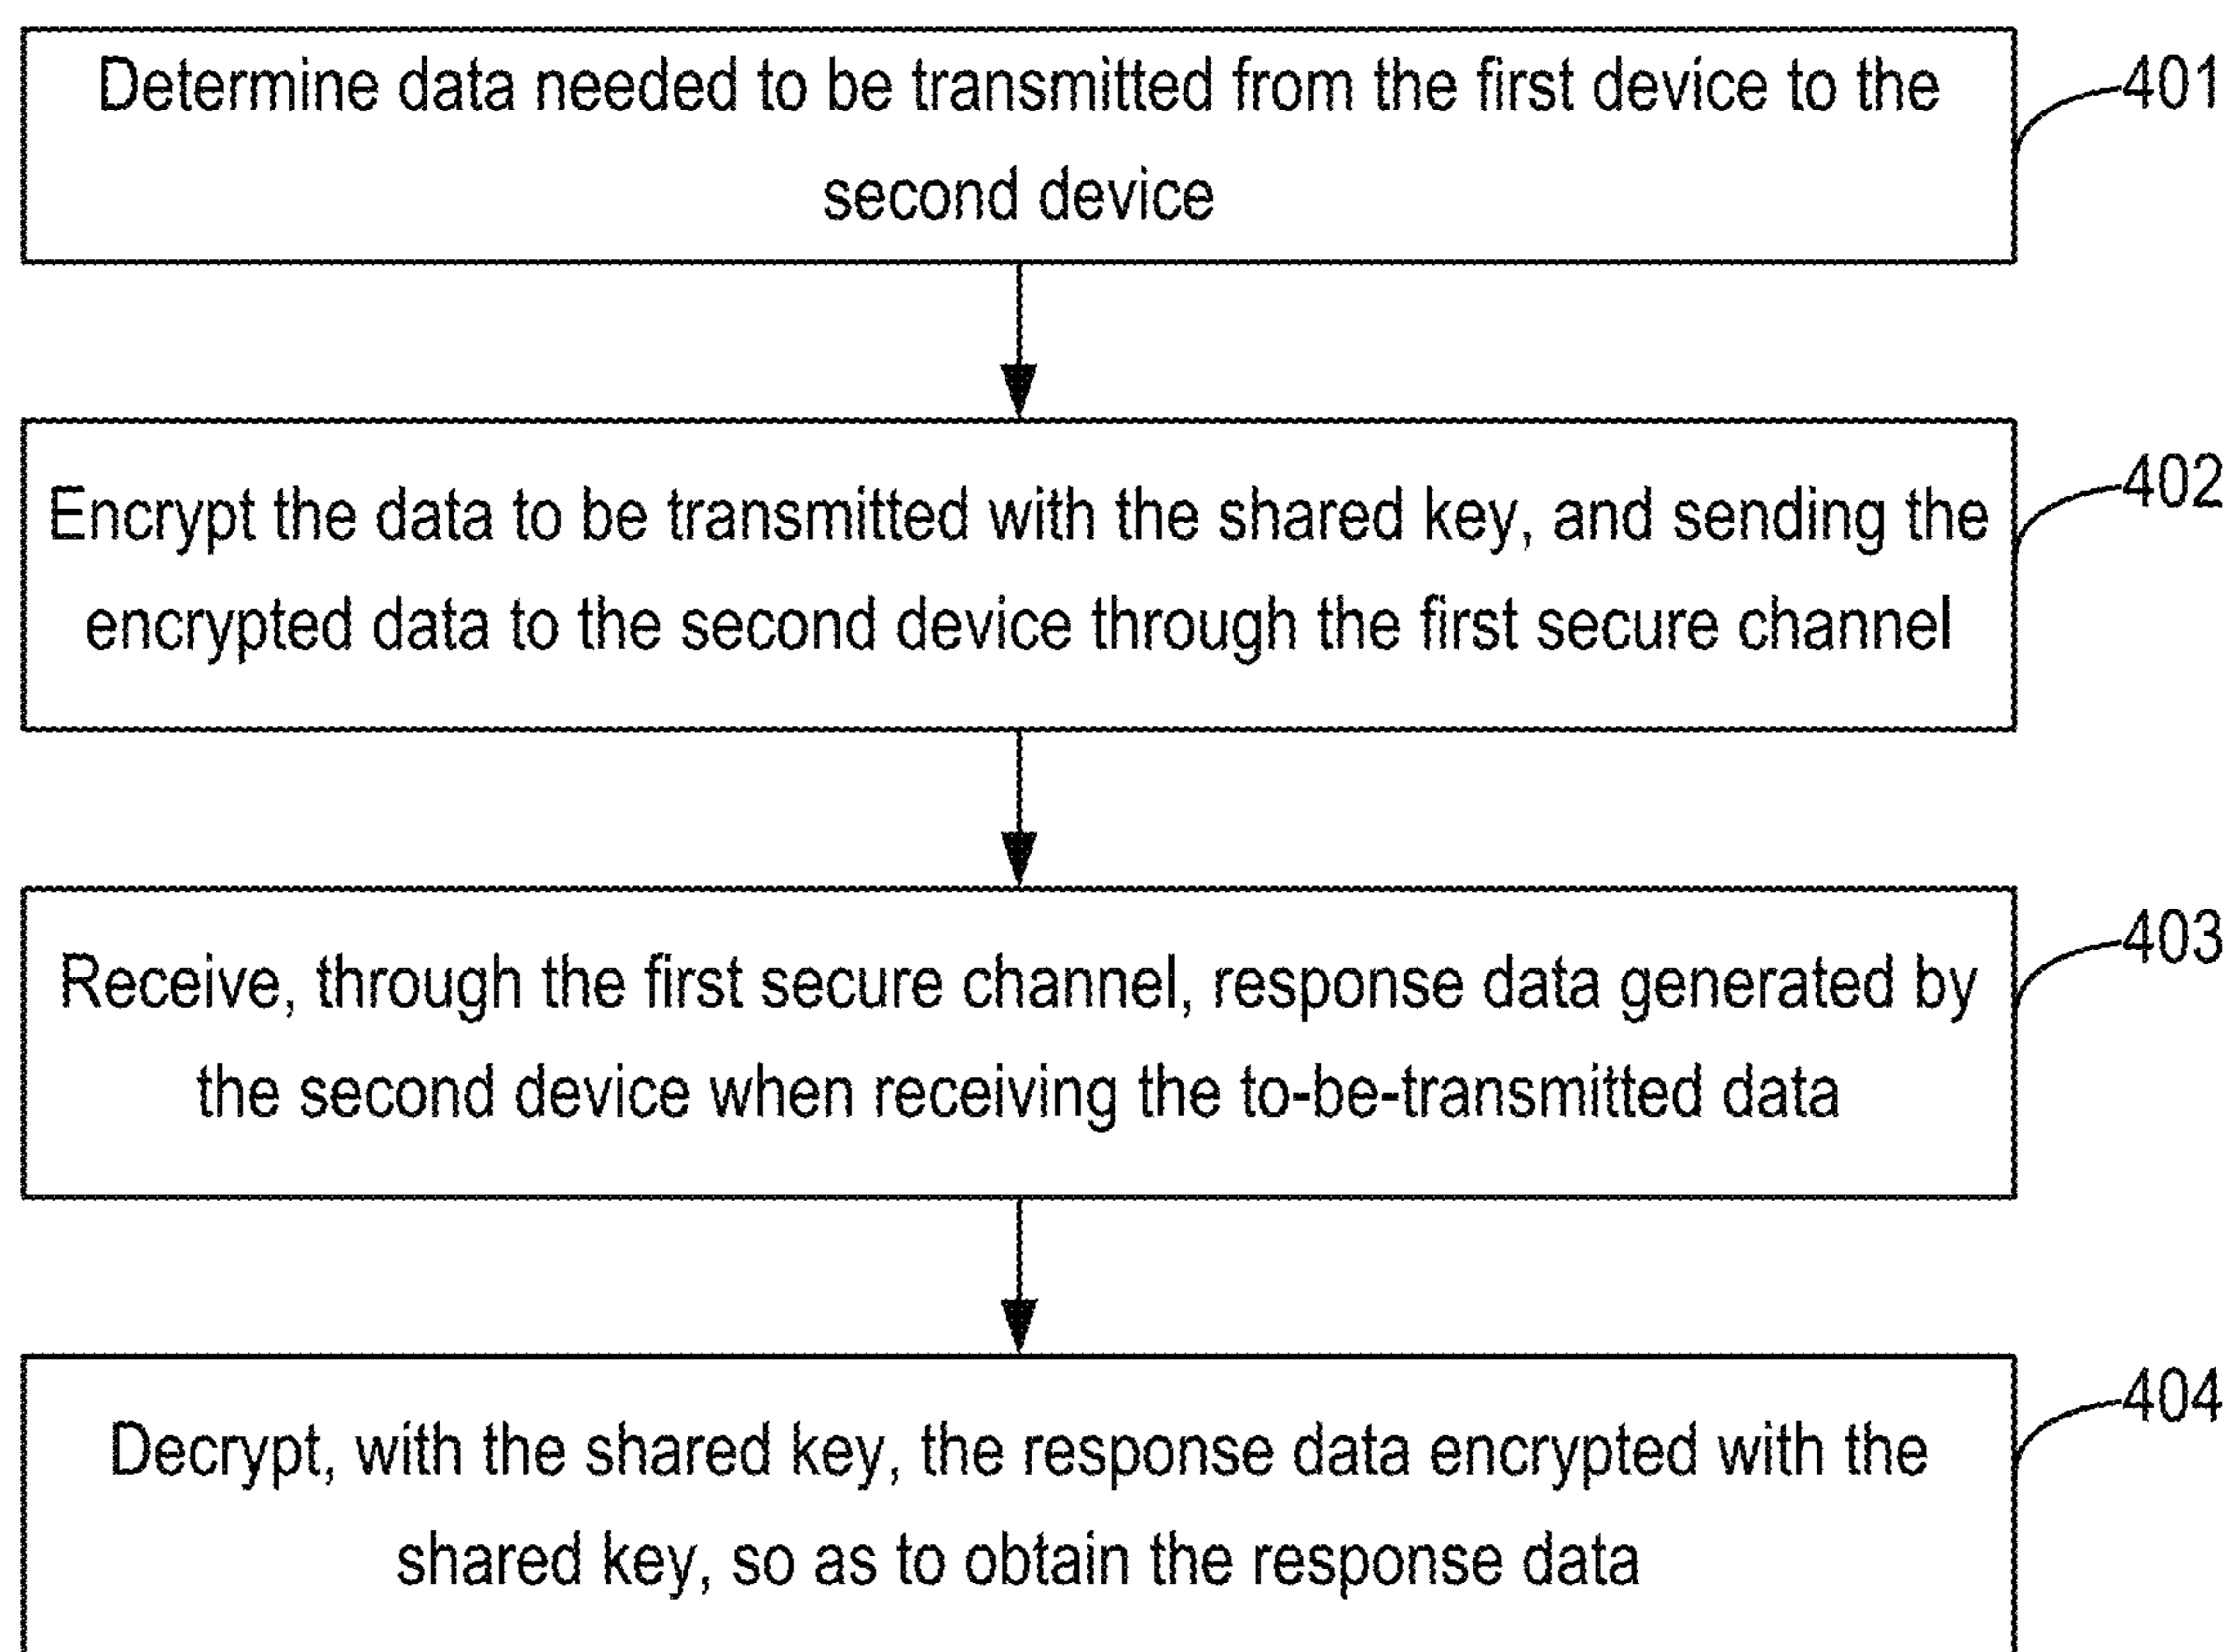 Determine data needed to be transmitted from the first device to the
second device
401
Encrypt the data to be transmitted with the shared key, and sending the
encrypted data to the second device through the first secure channel
402
Receive, through the first secure channel, response data generated by
the second device when receiving the to-be-transmitted data
403
Decrypt, with the shared key, the response data encrypted with the
shared key, so as to obtain the response data
404